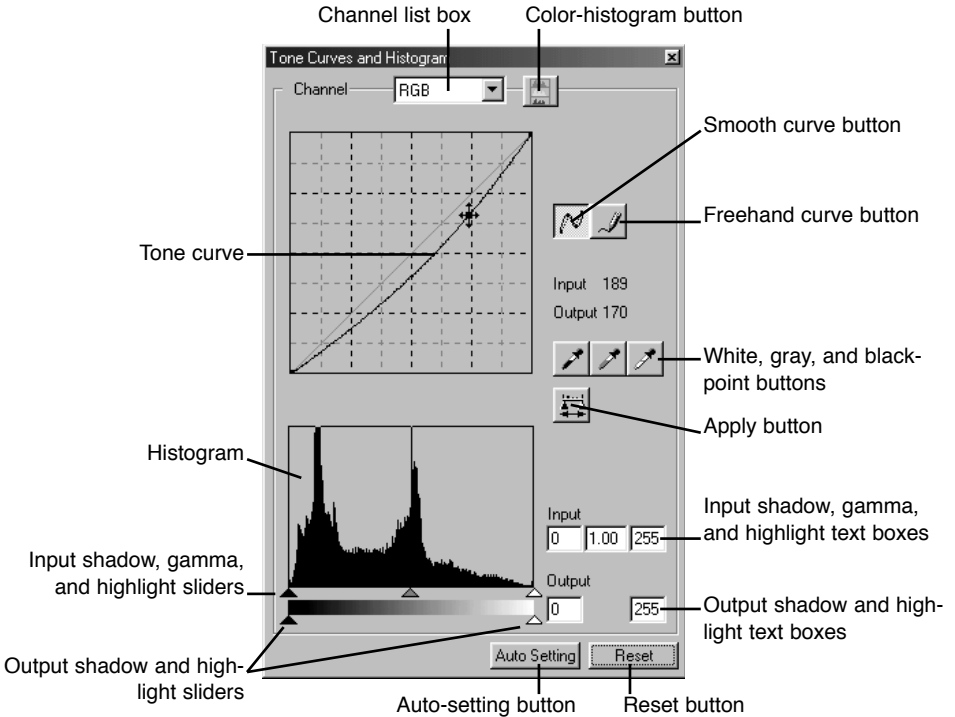 Channel list box
Color-histogram button
Tone Curves and Histogram
Channel
RGB
Smooth curve button
Freehand curve button
Tone curve
Input 189
Output 170
White, gray, and black-
point buttons
Apply button
Histogram
Input
0 1.00 255
Input shadow, gamma,
and highlight text boxes
Input shadow, gamma,
and highlight sliders
Output
0 255
Output shadow and high-
light text boxes
Output shadow and high-
light sliders
Auto Setting
Reset
Auto-setting button
Reset button